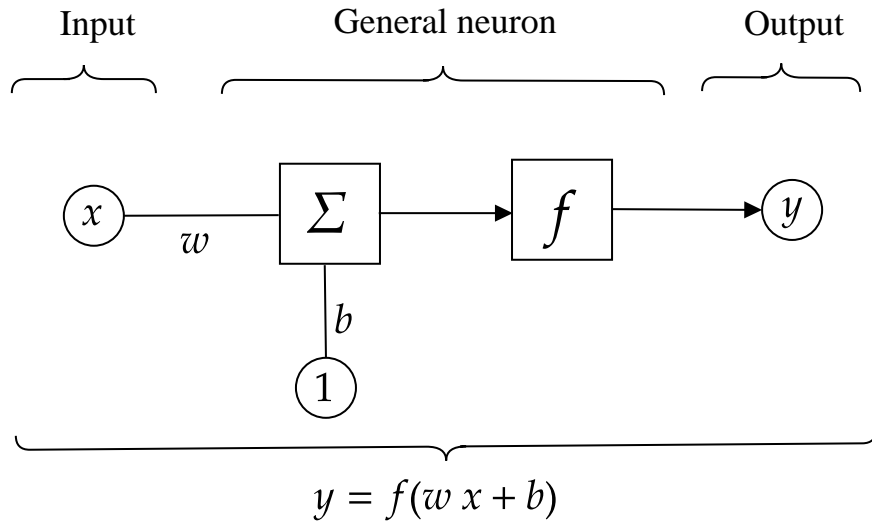 Input General neuron Output
x w Σ f y
b
1
y = f(w x + b)